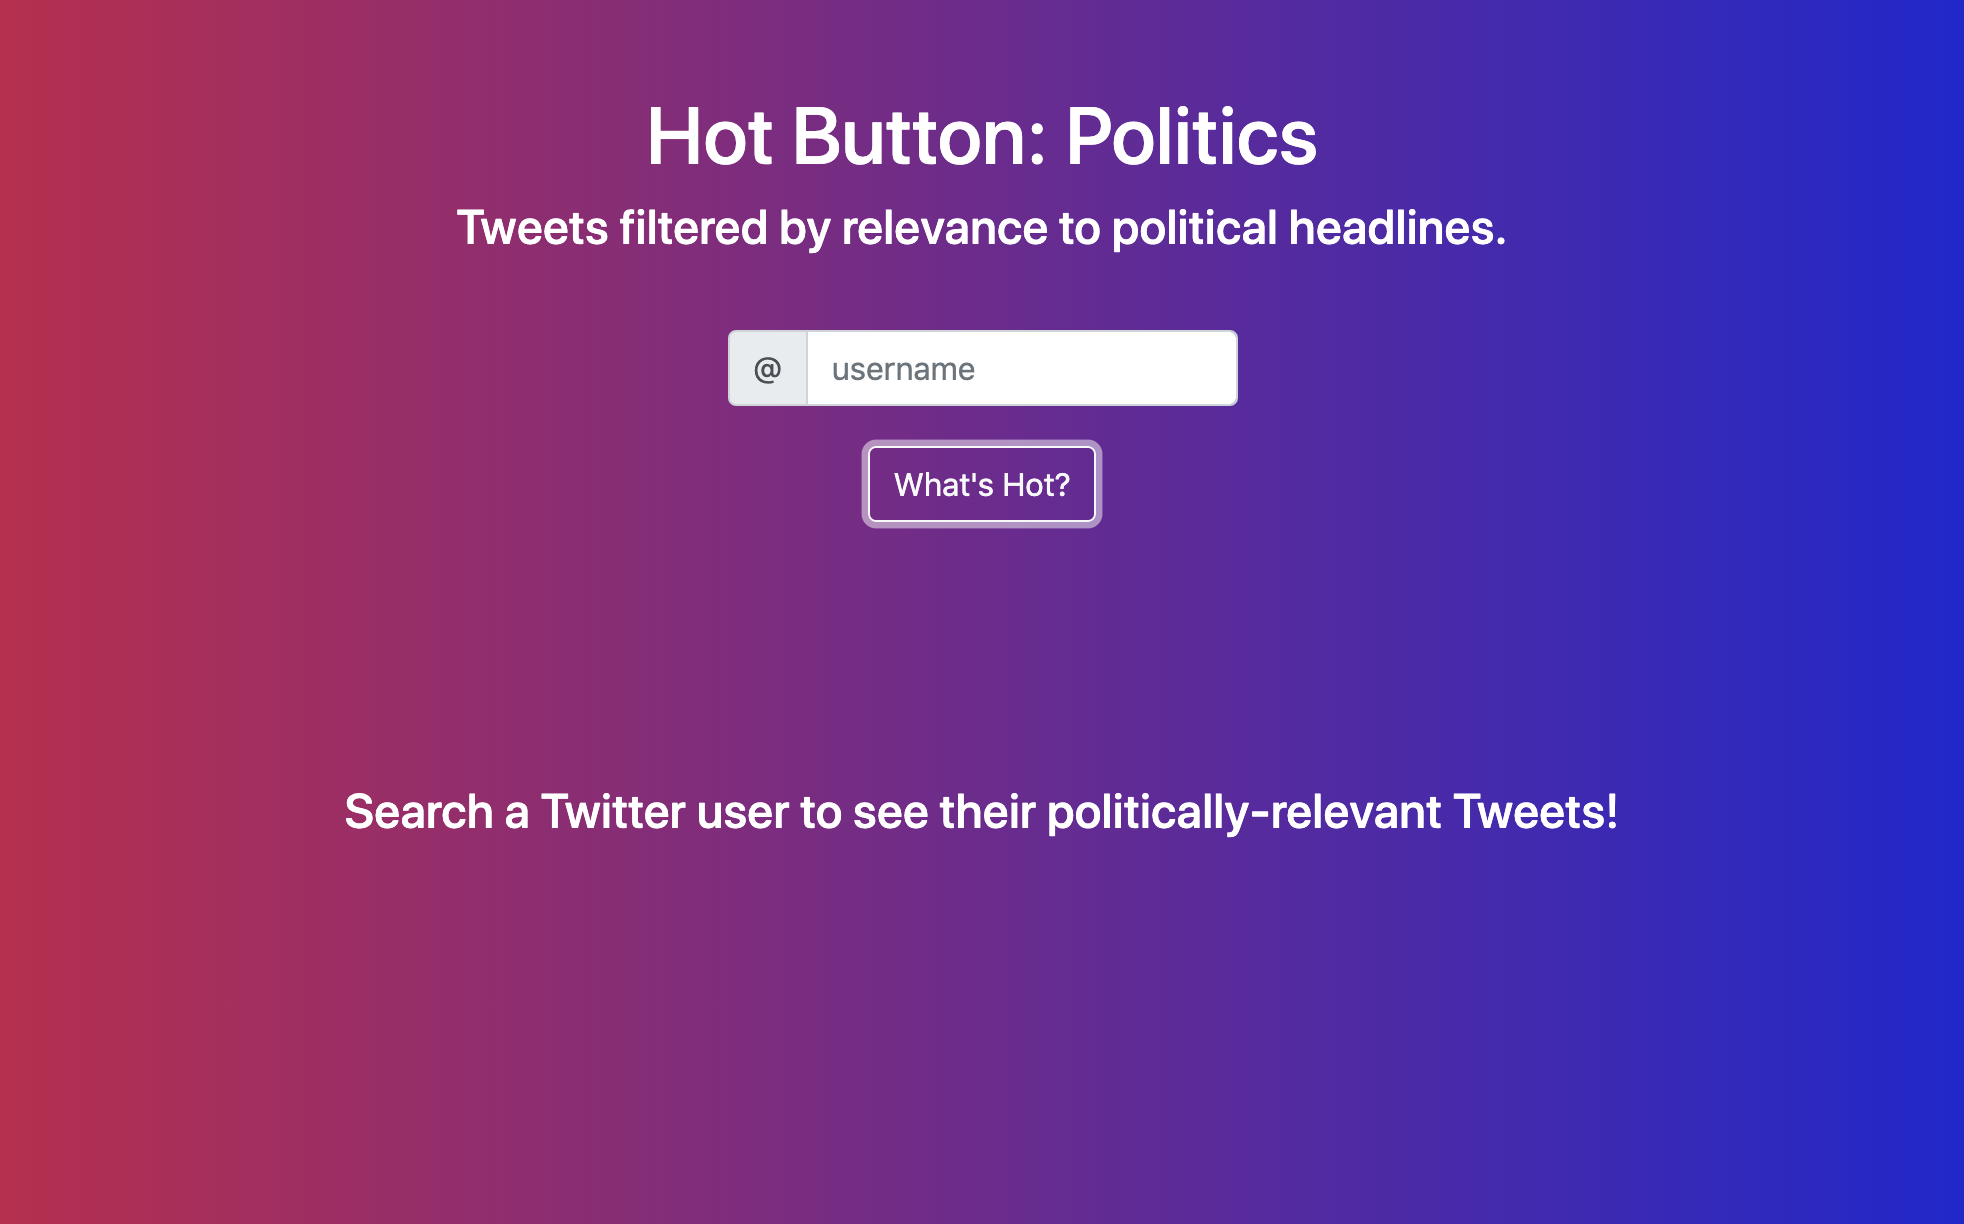 Hot Button: Politics
Tweets filtered by relevance to political headlines.
@ username
What's Hot?
Search a Twitter user to see their politically-relevant Tweets!